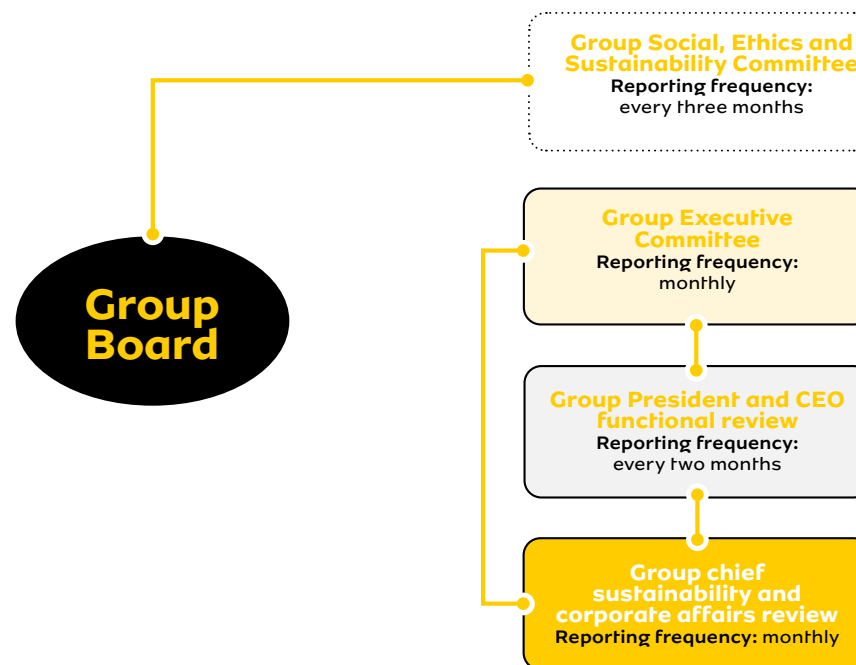 Group Social, Ethics and
Sustainability Committee
Reporting frequency:
every three months
Group Executive
Committee
Reporting frequency:
monthly
Group
Board
Group President and CEO
functional review
Reporting frequency:
every two months
Group chief
sustainability and
corporate affairs review
Reporting frequency: monthly